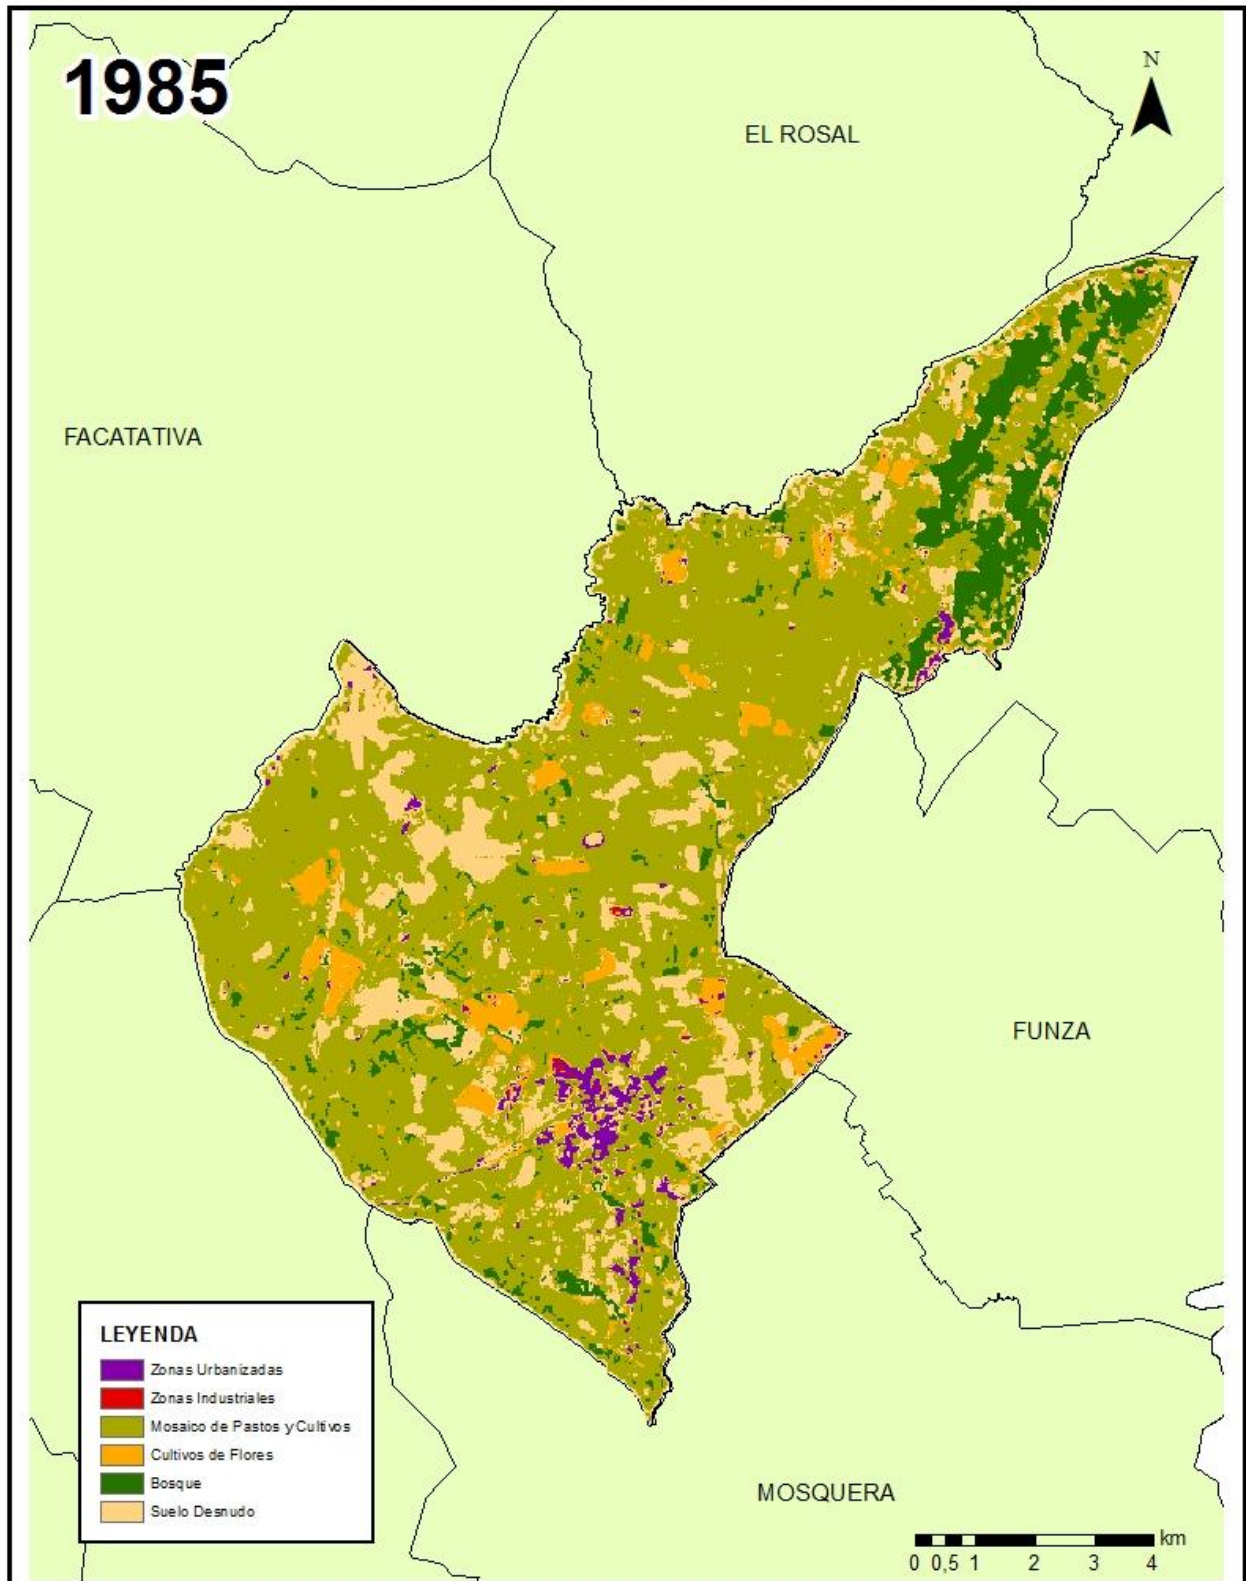 1985
N
EL ROSAL
FACATATIVA
FUNZA
LEYENDA
Zonas Urbanizadas
Zonas Industriales
Mosaico de Pastos y Cultivos
Cultivos de Flores
Bosque
Suelo Desnudo
MOSQUERA
km
0 0,5 1 2 3 4